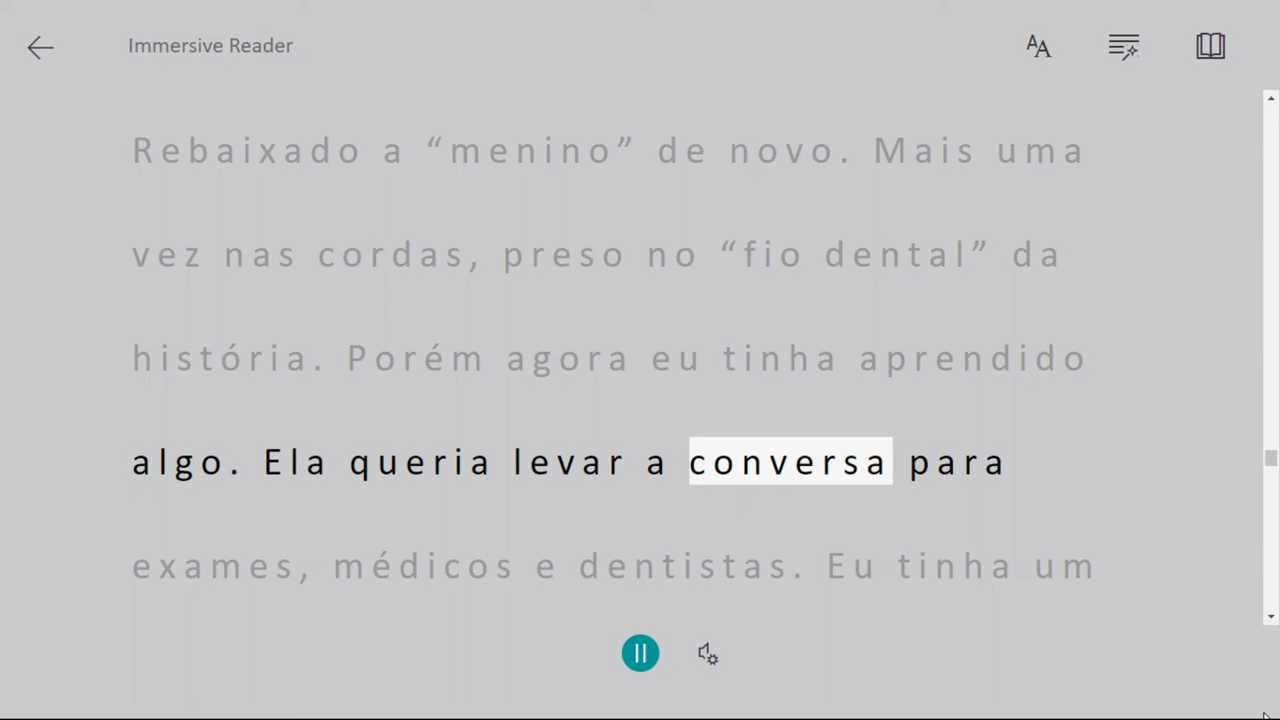 Immersive Reader
Rebaixado a “menino” de novo. Mais uma
vez nas cordas, preso no “fio dental” da
história. Porém agora eu tinha aprendido
algo. Ela queria levar a conversa para
exames, médicos e dentistas. Eu tinha um